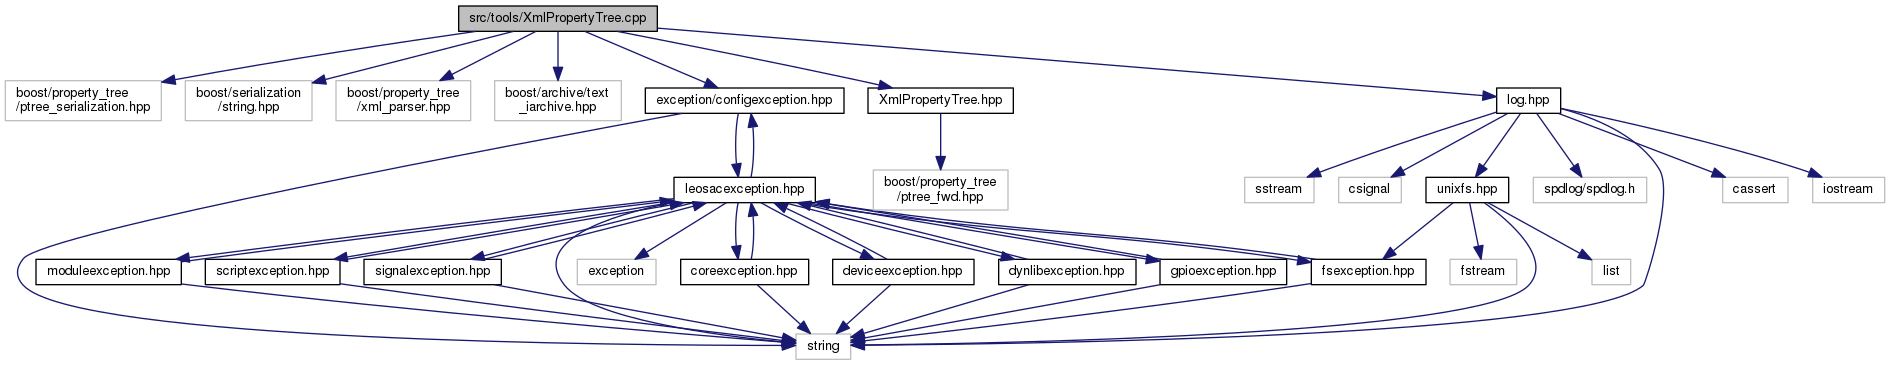 src/tools/XmlPropertyTree.cpp
boost/property_tree
/ptree_serialization.hpp
boost/serialization
/string.hpp
boost/property_tree
/xml_parser.hpp
boost/archive/text
_iarchive.hpp
exception/configexception.hpp
XmlPropertyTree.hpp
log.hpp
leosacexception.hpp
boost/property_tree
/ptree_fwd.hpp
sstream
csignal
unixfs.hpp
spdlog/spdlog.h
cassert
iostream
moduleexception.hpp
scriptexception.hpp
signalexception.hpp
exception
coreexception.hpp
deviceexception.hpp
dynlibexception.hpp
gpioexception.hpp
fsexception.hpp
fstream
list
string